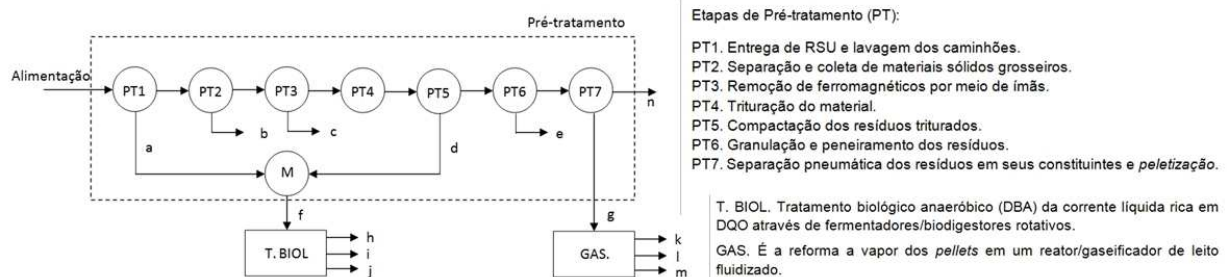 Pré-tratamento
Alimentação
PT1
PT2
PT3
PT4
PT5
PT6
PT7
n
b
c
e
a
d
M
f
g
T. BIOL
h
i
j
GAS.
k
l
m
Etapas de Pré-tratamento (PT):
PT1. Entrega de RSU e lavagem dos caminhões.
PT2. Separação e coleta de materiais sólidos grosseiros.
PT3. Remoção de ferromagnéticos por meio de ímãs.
PT4. Trituração do material.
PT5. Compactação dos resíduos triturados.
PT6. Granulação e peneiramento dos resíduos.
PT7. Separação pneumática dos resíduos em seus constituintes e peletização.
T. BIOL. Tratamento biológico anaeróbico (DBA) da corrente líquida rica em
DQO através de fermentadores/biodigestores rotativos.
GAS. É a reforma a vapor dos pellets em um reator/gaseificador de leito
fluidizado.